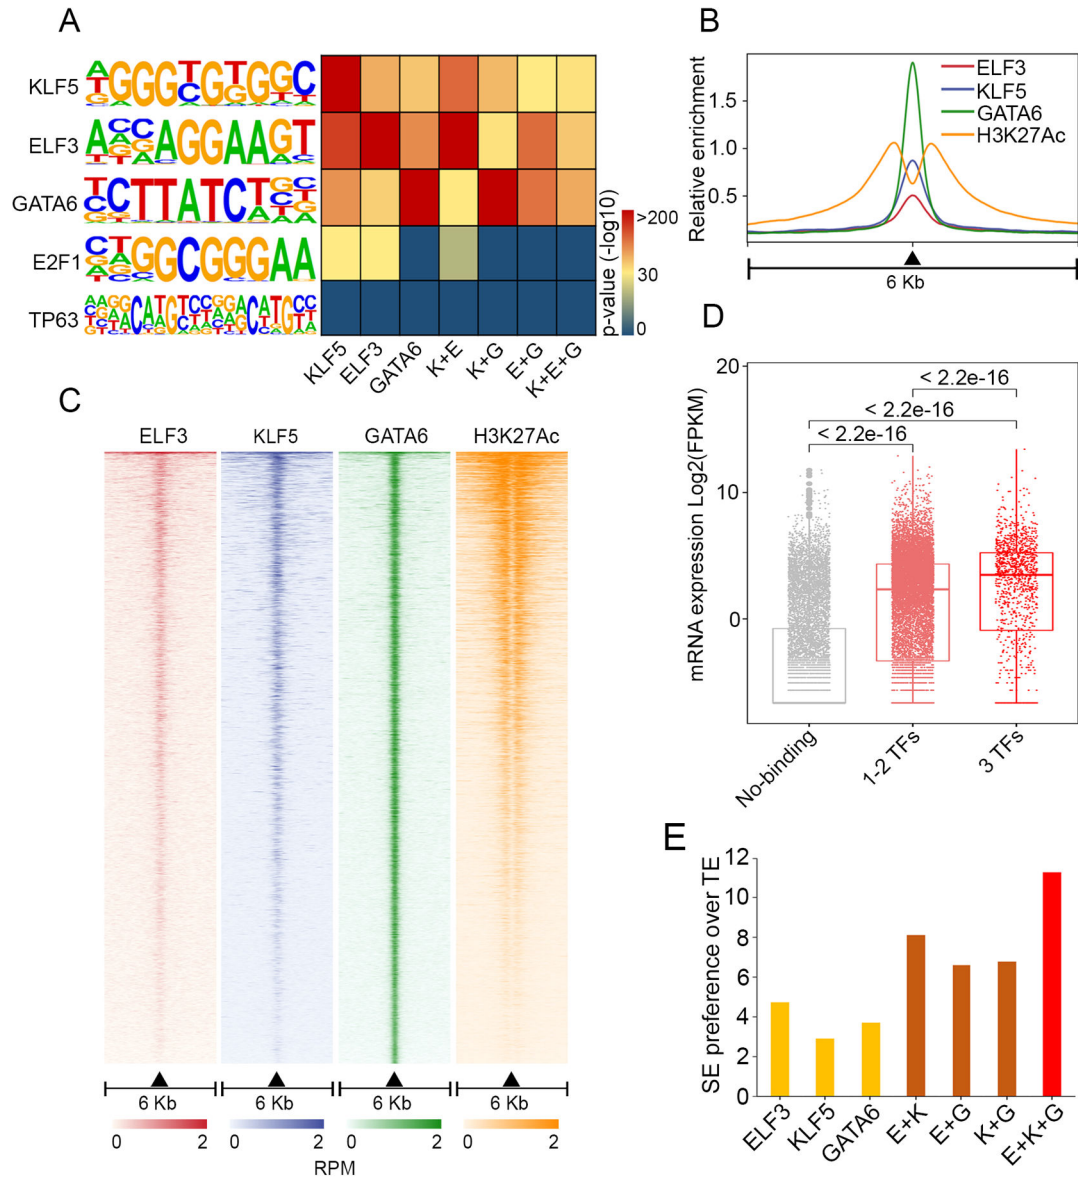 A
KLF5
ELF3
GATA6
E2F1
TP63
KLF5
ELF3
GATA6
K+E
K+G
E+G
K+E+G
p-value (-log10)
>200
30
0
B
Relative enrichment
1.5
1.0
0.5
ELF3
KLF5
GATA6
H3K27Ac
6 Kb
C
ELF3 KLF5 GATA6 H3K27Ac
6 Kb 6 Kb 6 Kb 6 Kb
0 2 0 2 0 2 0 2
RPM
D
mRNA expression Log2(FPKM)
20
10
0
< 2.2e-16
< 2.2e-16
< 2.2e-16
No-binding
1-2 TFs
3 TFs
E
SE preference over TE
12
10
8
6
4
2
0
ELF3
KLF5
GATA6
E+K
E+G
K+G
E+K+G